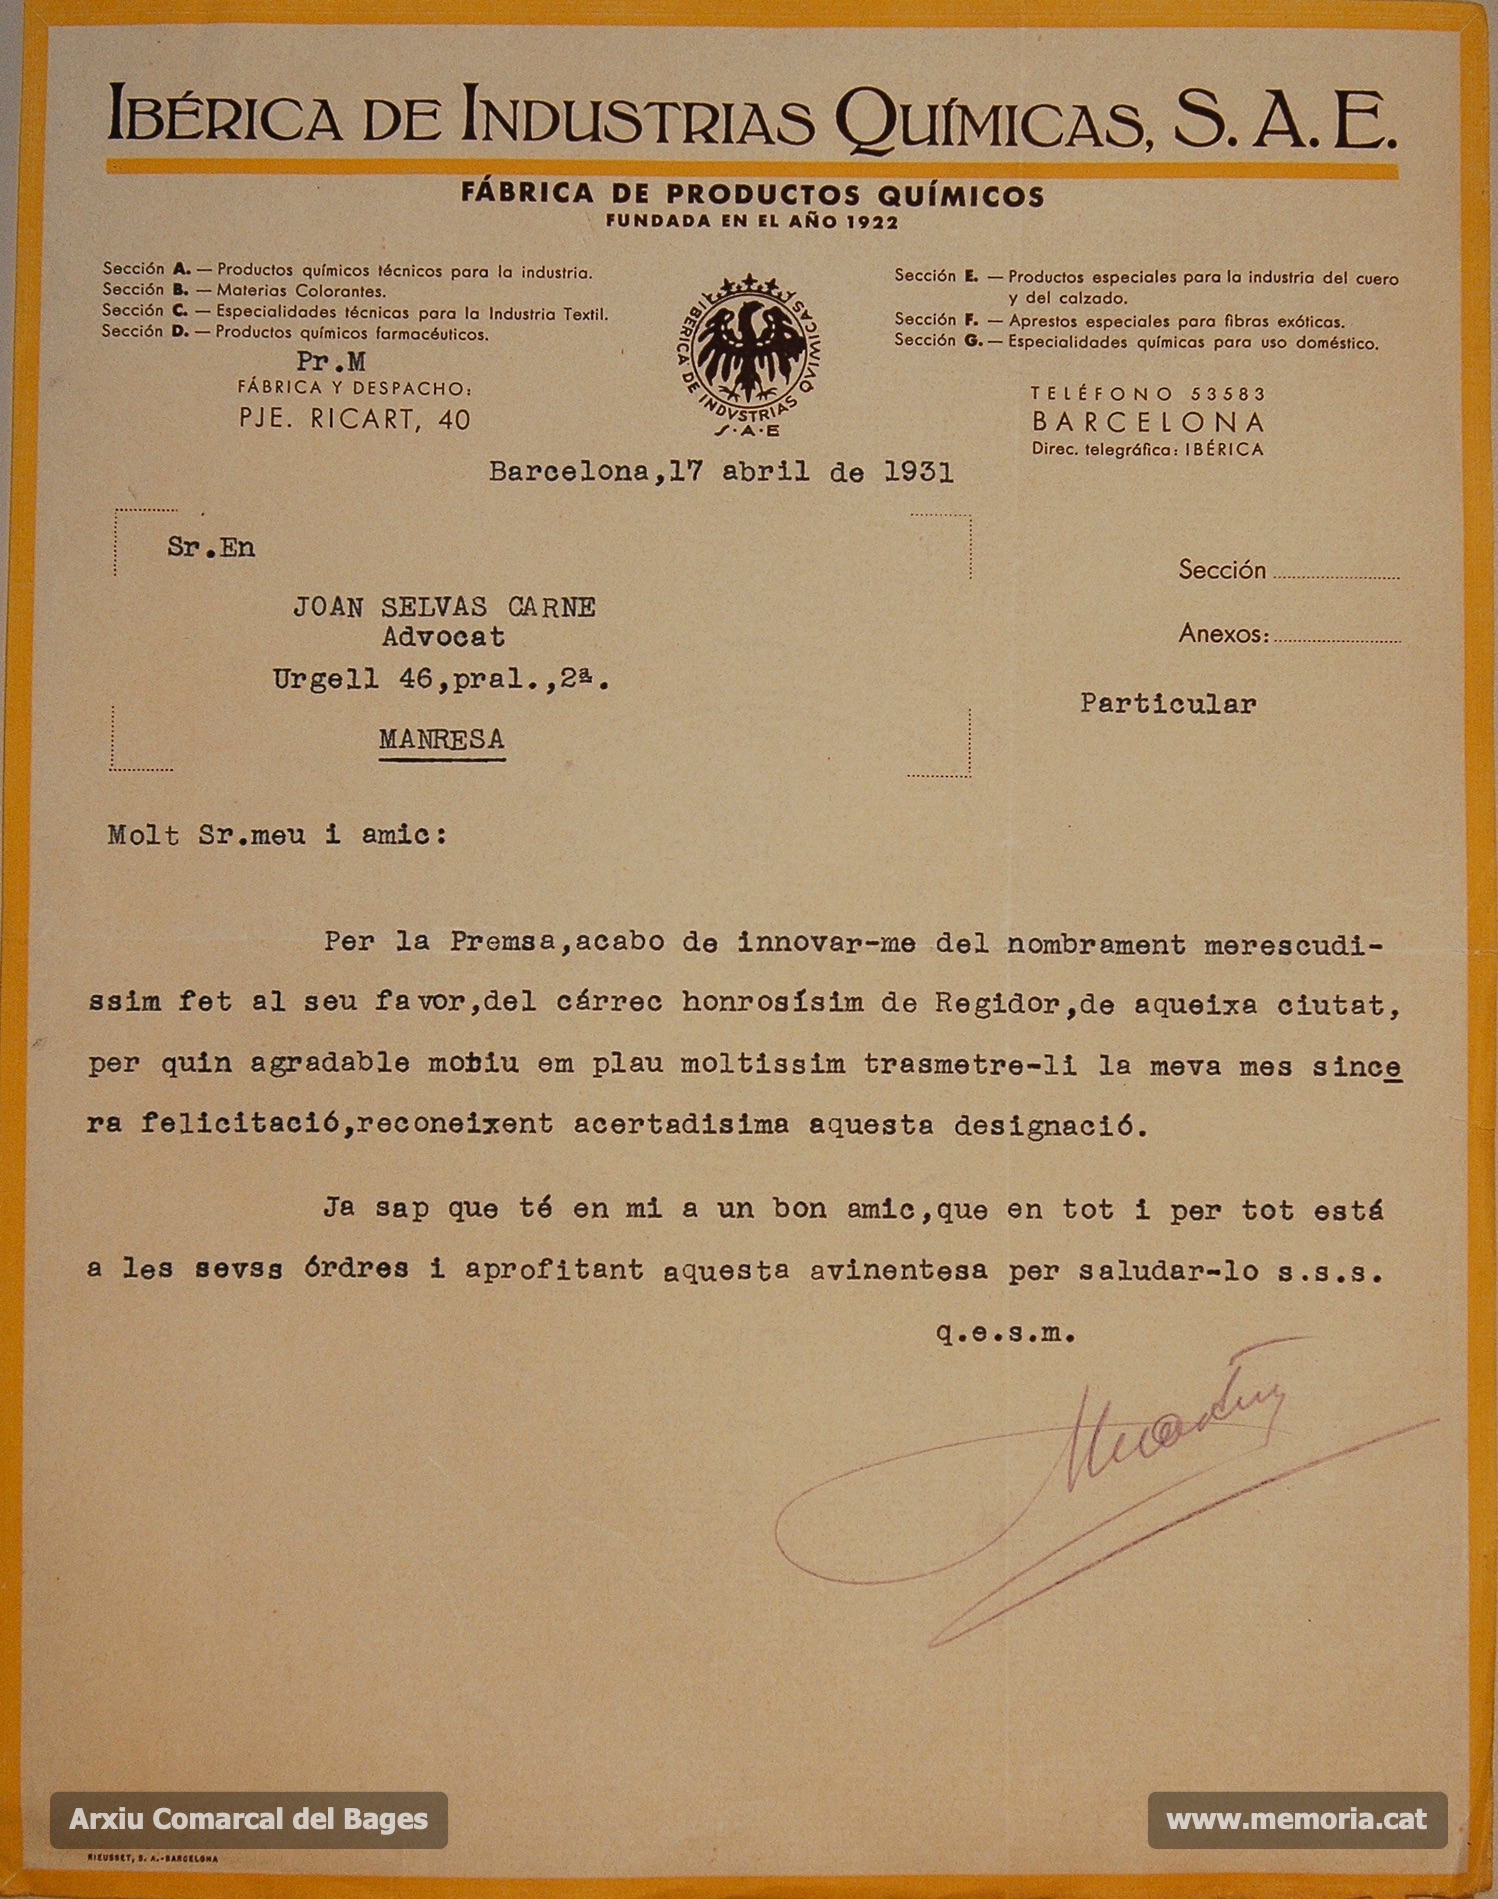 IBÉRICA DE INDUSTRIAS QUÍMICAS, S. A. E.
FÁBRICA DE PRODUCTOS QUÍMICOS
FUNDADA EN EL AÑO 1922
Sección A. — Productos químicos técnicos para la industria.
Sección B. — Materias Colorantes.
Sección C. — Especialidades técnicas para la Industria Textil.
Sección D. — Productos químicos farmacéuticos.
Pr.M
FÁBRICA Y DESPACHO:
PJE. RICART, 40
IBERICA DE INDVSTRIAS QUIMICAS
S·A·E
Sección E. — Productos especiales para la industria del cuero
y del calzado.
Sección F. — Aprestos especiales para fibras exóticas.
Sección G. — Especialidades químicas para uso doméstico.
TELÉFONO 53583
BARCELONA
Direc. telegráfica: IBÉRICA
Barcelona,17 abril de 1931
Sr.En
JOAN SELVAS CARNE
Advocat
Urgell 46,pral.,2ª.
MANRESA
Sección
Anexos:
Particular
Molt Sr.meu i amic:
Per la Premsa,acabo de innovar-me del nombrament merescudi-
ssim fet al seu favor,del cárrec honrosísim de Regidor,de aqueixa ciutat,
per quin agradable motiu em plau moltissim trasmetre-li la meva mes since
ra felicitació,reconeixent acertadisima aquesta designació.
Ja sap que té en mi a un bon amic,que en tot i per tot está
a les sevss órdres i aprofitant aquesta avinentesa per saludar-lo s.s.s.
q.e.s.m.
Arxiu Comarcal del Bages
www.memoria.cat
RIEUSSET, S. A.-BARCELONA